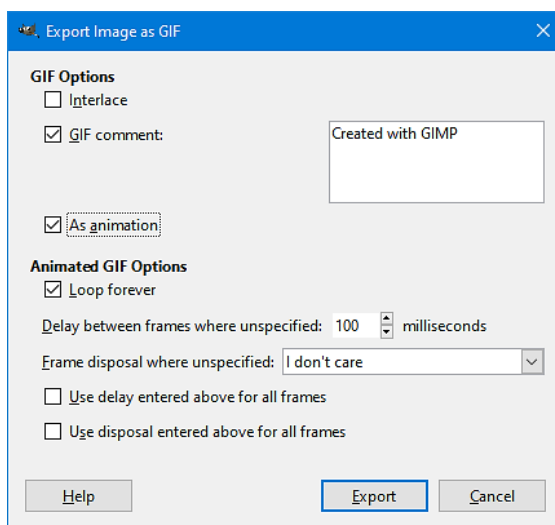 Export Image as GIF
GIF Options
Interlace
GIF comment:
Created with GIMP
As animation
Animated GIF Options
Loop forever
Delay between frames where unspecified: 100 milliseconds
Frame disposal where unspecified: I don't care
Use delay entered above for all frames
Use disposal entered above for all frames
Help Export Cancel